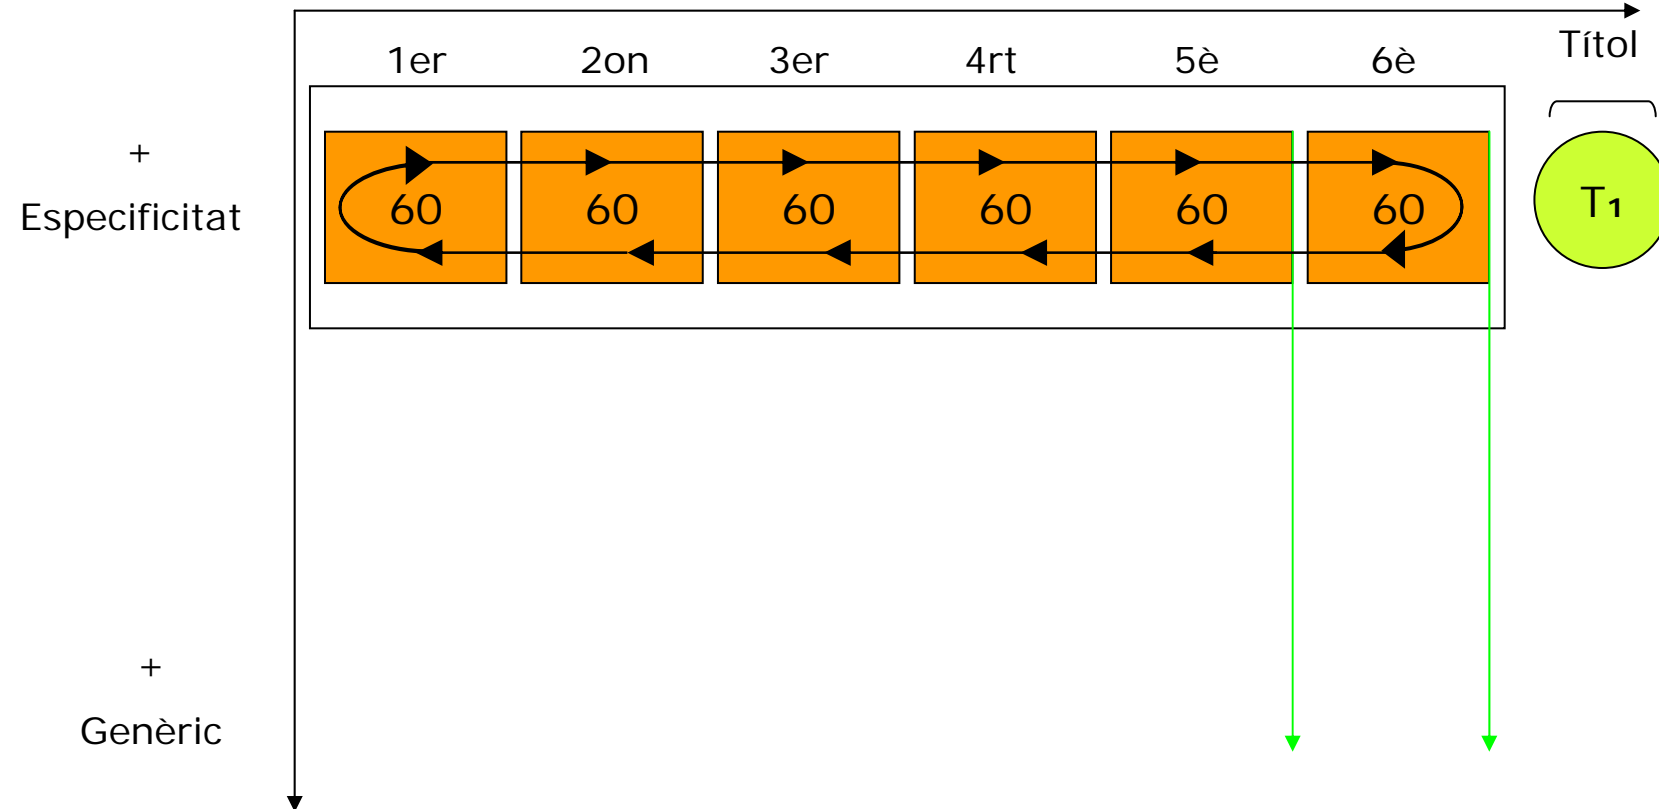 Títol
1er 2on 3er 4rt 5è 6è
+
Especificitat
60 60 60 60 60 60
T1
+
Genèric